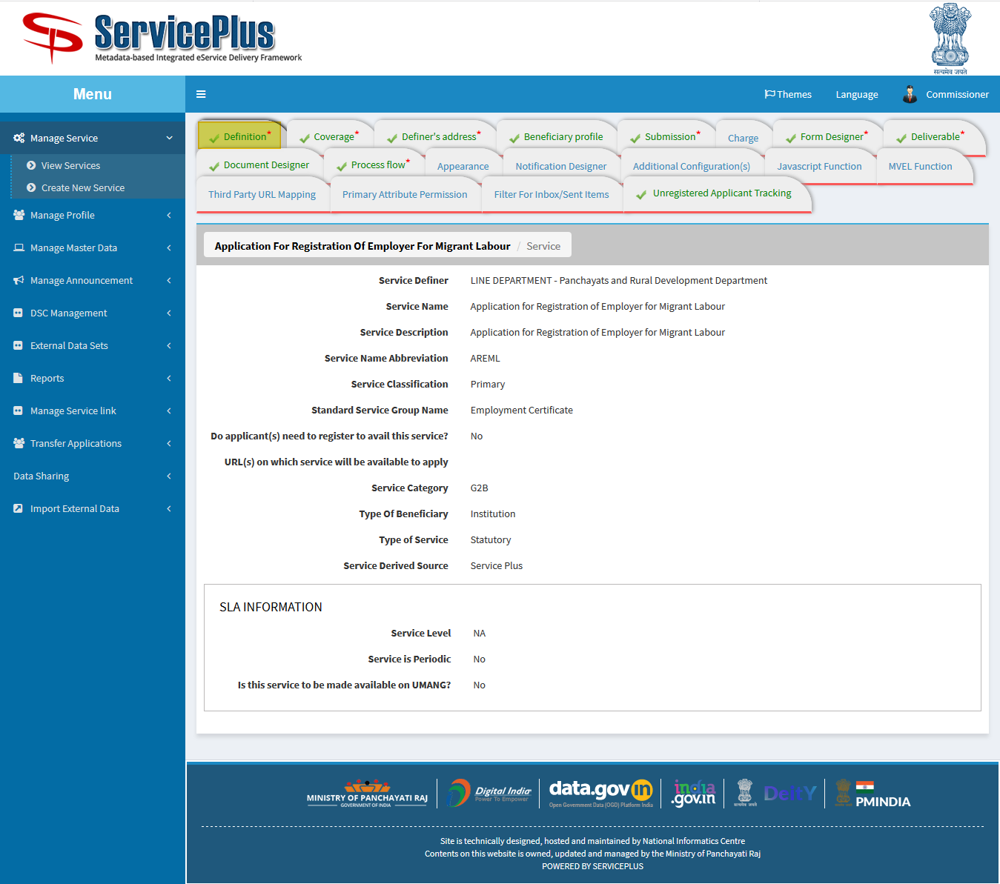 ServicePlus
Metadata-based Integrated eService Delivery Framework
सत्यमेव जयते
Menu
Themes
Language
Commissioner
Manage Service
View Services
Create New Service
Manage Profile
Manage Master Data
Manage Announcement
DSC Management
External Data Sets
Reports
Manage Service link
Transfer Applications
Data Sharing
Import External Data
Definition* Coverage* Definer's address* Beneficiary profile Submission* Charge Form Designer* Deliverable*
Document Designer Process flow* Appearance Notification Designer Additional Configuration(s) Javascript Function MVEL Function
Third Party URL Mapping Primary Attribute Permission Filter For Inbox/Sent Items Unregistered Applicant Tracking
Application For Registration Of Employer For Migrant Labour / Service
Service Definer LINE DEPARTMENT - Panchayats and Rural Development Department
Service Name Application for Registration of Employer for Migrant Labour
Service Description Application for Registration of Employer for Migrant Labour
Service Name Abbreviation AREML
Service Classification Primary
Standard Service Group Name Employment Certificate
Do applicant(s) need to register to avail this service? No
URL(s) on which service will be available to apply
Service Category G2B
Type Of Beneficiary Institution
Type of Service Statutory
Service Derived Source Service Plus
SLA INFORMATION
Service Level NA
Service is Periodic No
Is this service to be made available on UMANG? No
MINISTRY OF PANCHAYATI RAJ
GOVERNMENT OF INDIA
Digital India
Power To Empower
data.gov in
Open Government Data (OGD) Platform India
india
.gov.in
सत्यमेव जयते
DeitY
PMINDIA
Site is technically designed, hosted and maintained by National Informatics Centre
Contents on this website is owned, updated and managed by the Ministry of Panchayati Raj
POWERED BY SERVICEPLUS